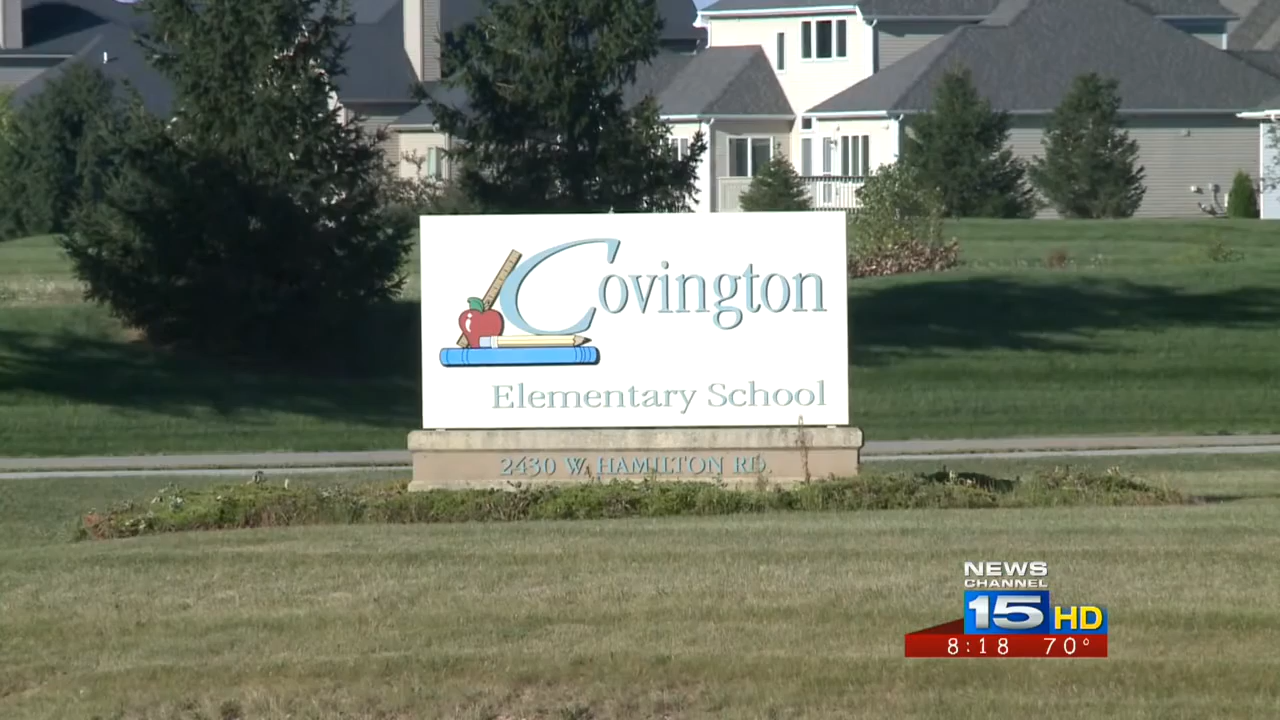 Covington
Elementary School
2430 W. HAMILTON RD.
NEWS
CHANNEL
15 HD
8:18 70°